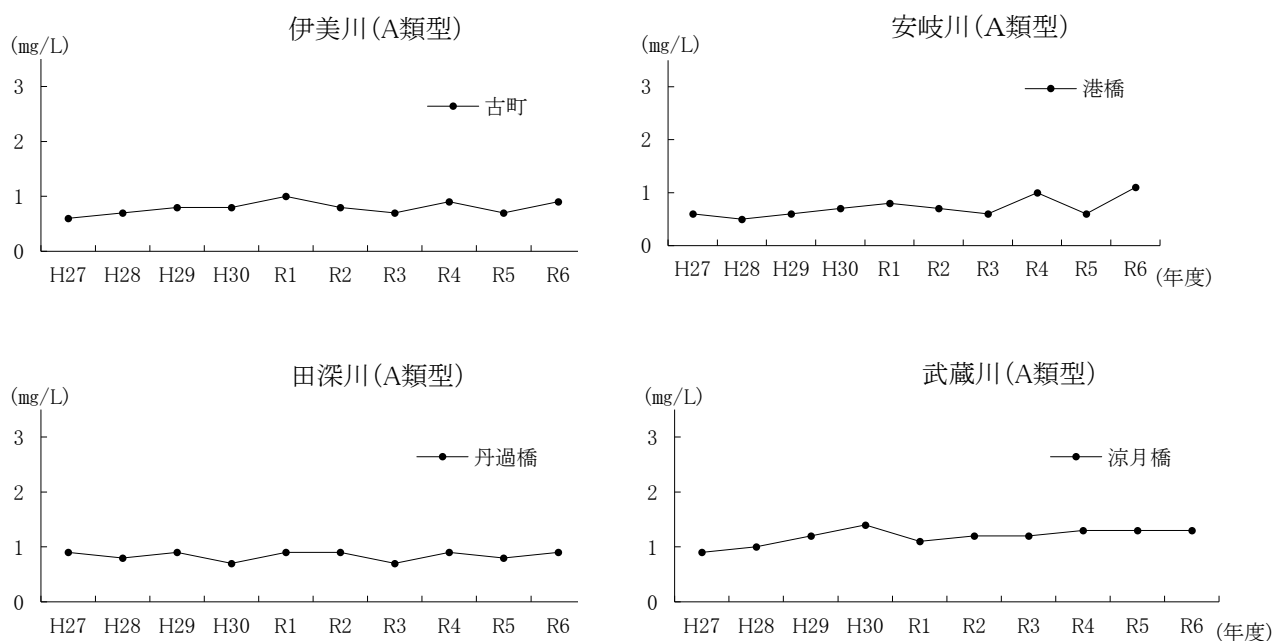 伊美川(A類型)
(mg/L)
3
2
1
0
古町
H27 H28 H29 H30 R1 R2 R3 R4 R5 R6
安岐川(A類型)
(mg/L)
3
2
1
0
港橋
H27 H28 H29 H30 R1 R2 R3 R4 R5 R6 (年度)
田深川(A類型)
(mg/L)
3
2
1
0
丹過橋
H27 H28 H29 H30 R1 R2 R3 R4 R5 R6
武蔵川(A類型)
(mg/L)
3
2
1
0
涼月橋
H27 H28 H29 H30 R1 R2 R3 R4 R5 R6 (年度)